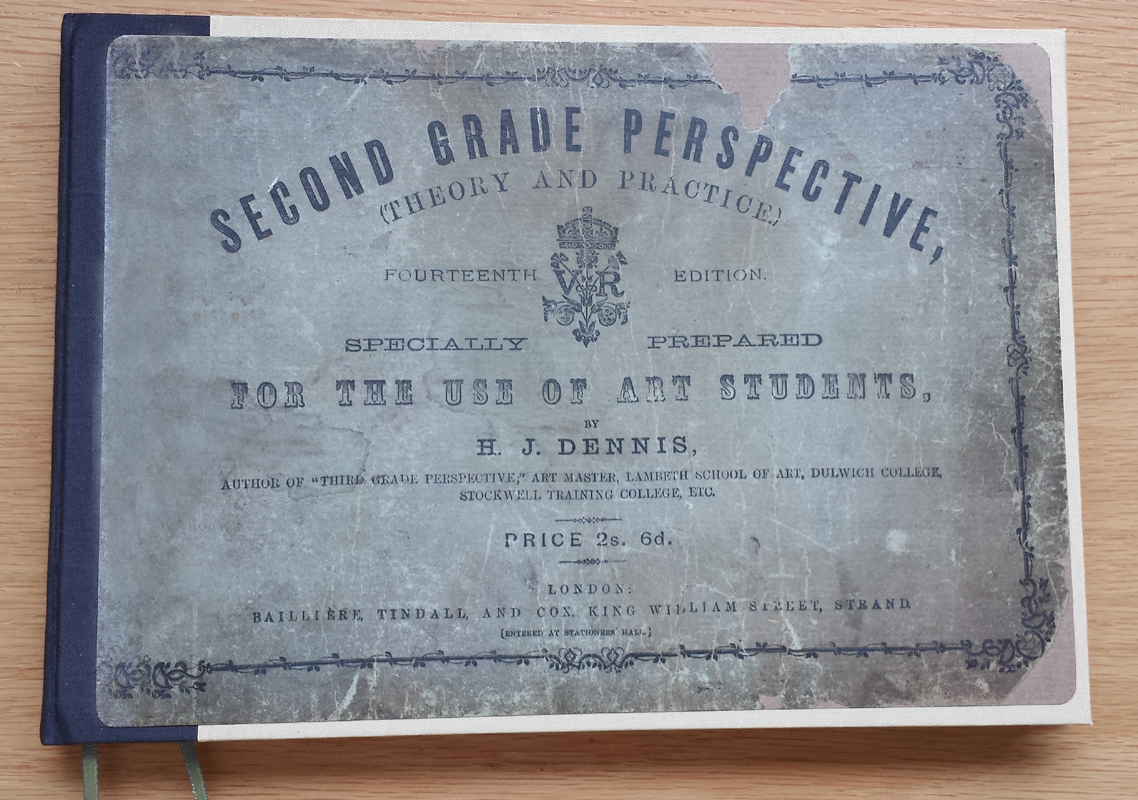 SECOND GRADE PERSPECTIVE,
(THEORY AND PRACTICE.)
FOURTEENTH EDITION.
VR
SPECIALLY PREPARED
FOR THE USE OF ART STUDENTS,
BY
H. J. DENNIS,
AUTHOR OF "THIRD GRADE PERSPECTIVE," ART MASTER, LAMBETH SCHOOL OF ART, DULWICH COLLEGE,
STOCKWELL TRAINING COLLEGE, ETC.
PRICE 2s. 6d.
LONDON:
BAILLIÈRE, TINDALL, AND COX, KING WILLIAM STREET, STRAND.
[ENTERED AT STATIONERS' HALL.]